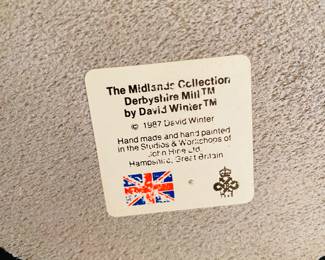 The Midlands Collection
Derbyshire Mill™
by David Winter™
© 1987 David Winter
Hand made and hand painted
in the Studios & Workshops of
John Hine Ltd.
Hampshire, Great Britain